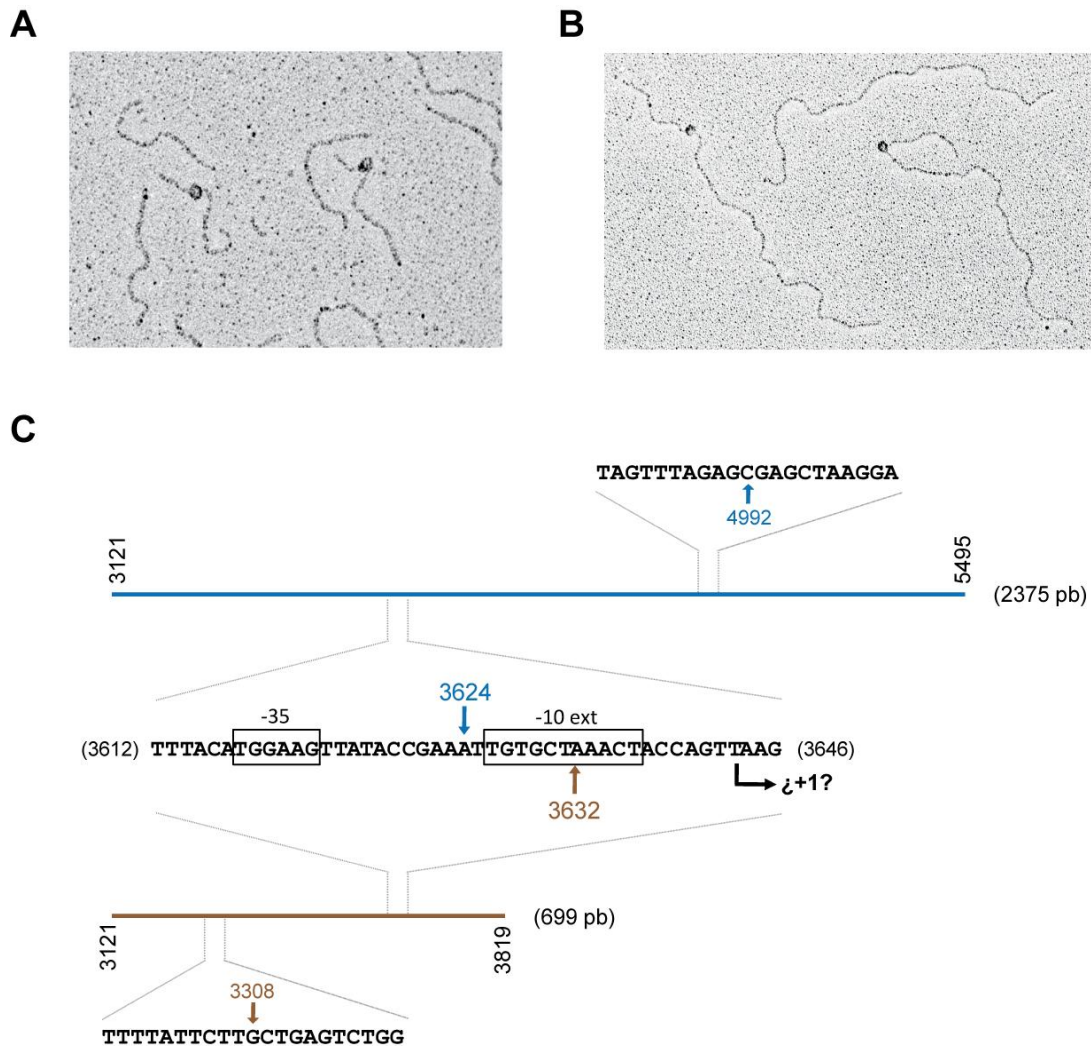 A
B
C
TAGTTTAGAGCGAGCTAAGGA
4992
3121
5495
(2375 pb)
3624
-35
-10 ext
(3612) TTTACATGGAAGTTATACCGAAATTGTGCTAAACTACCAGTTAAG (3646)
¿+1?
3632
(699 pb)
3121
3819
3308
TTTTATTCTTGCTGAGTCTGG